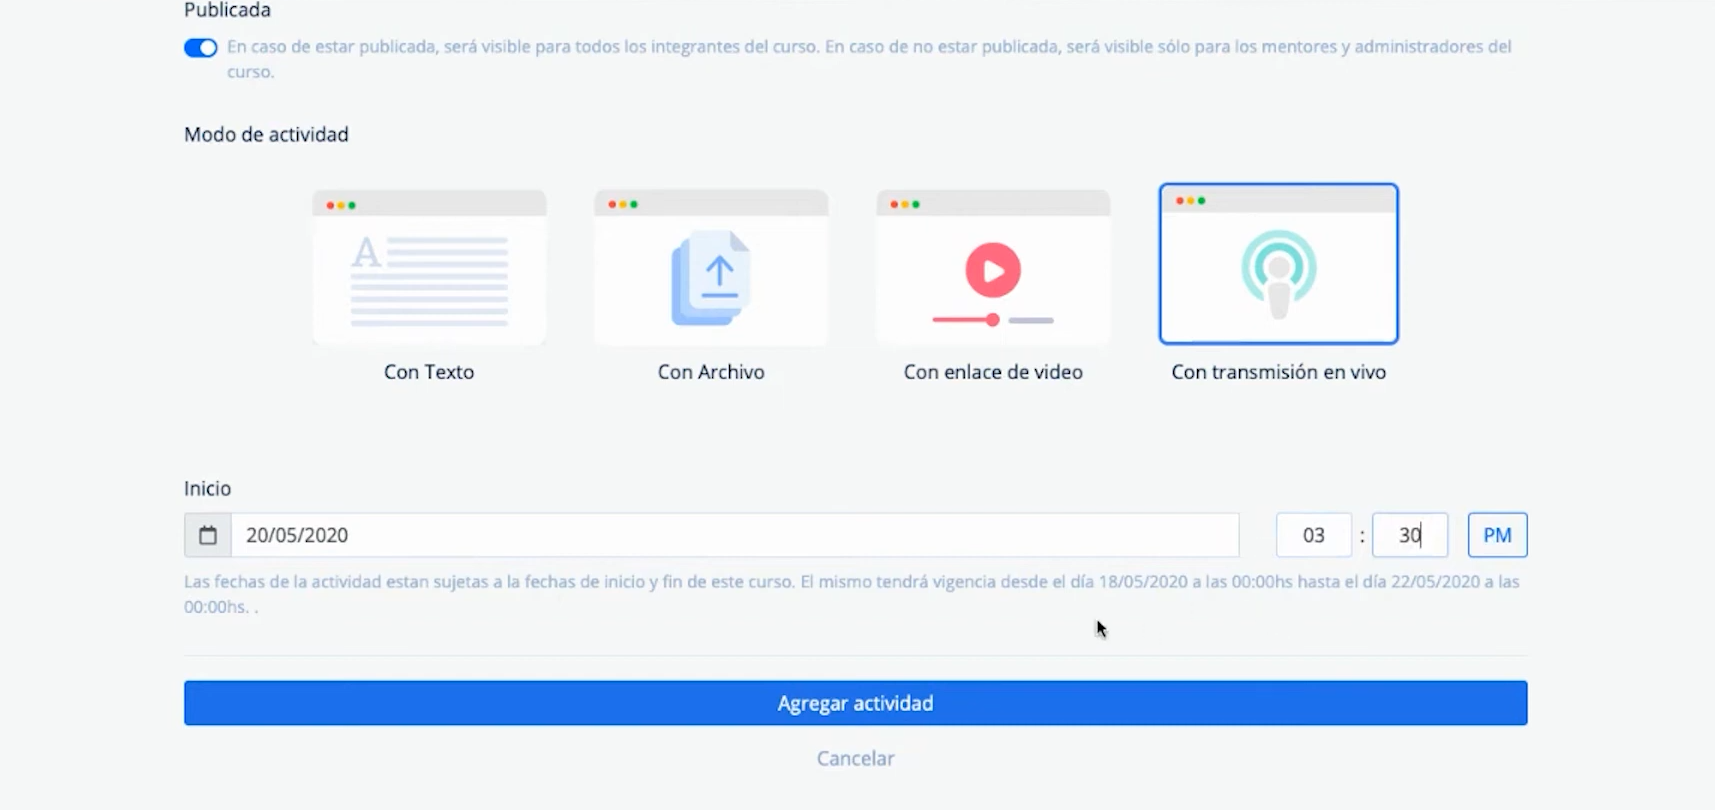 Publicada
En caso de estar publicada, será visible para todos los integrantes del curso. En caso de no estar publicada, será visible sólo para los mentores y administradores del
curso.
Modo de actividad
A
Con Texto
Con Archivo
Con enlace de video
Con transmisión en vivo
Inicio
20/05/2020 03 : 30 PM
Las fechas de la actividad estan sujetas a la fechas de inicio y fin de este curso. El mismo tendrá vigencia desde el día 18/05/2020 a las 00:00hs hasta el día 22/05/2020 a las
00:00hs. .
Agregar actividad
Cancelar